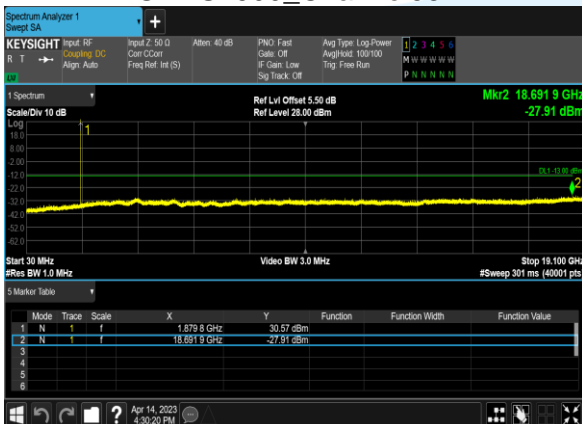 Spectrum Analyzer 1
Swept SA
KEYSIGHT Input: RF Input Z: 50 Ω Atten: 40 dB PNO: Fast Avg Type: Log-Power 1 2 3 4 5 6
R T Coupling: DC Corr CCorr Gate: Off Avg|Hold: 100/100 M W W W W W
Align: Auto Freq Ref: Int (S) IF Gain: Low Trig: Free Run
Sig Track: Off P N N N N N
1 Spectrum Ref Lvl Offset 5.50 dB Mkr2 18.691 9 GHz
Scale/Div 10 dB Ref Level 28.00 dBm -27.91 dBm
Log
1
18.0
8.00
-2.00
-12.0 DL1 -13.00 dBm
-22.0 2
-32.0
-42.0
-52.0
-62.0
Start 30 MHz Video BW 3.0 MHz Stop 19.100 GHz
#Res BW 1.0 MHz #Sweep 301 ms (40001 pts
5 Marker Table
Mode Trace Scale X Y Function Function Width Function Value
1 N 1 f 1.879 8 GHz 30.57 dBm
2 N 1 f 18.691 9 GHz -27.91 dBm
3
4
5
6
? Apr 14, 2023
4:30:20 PM